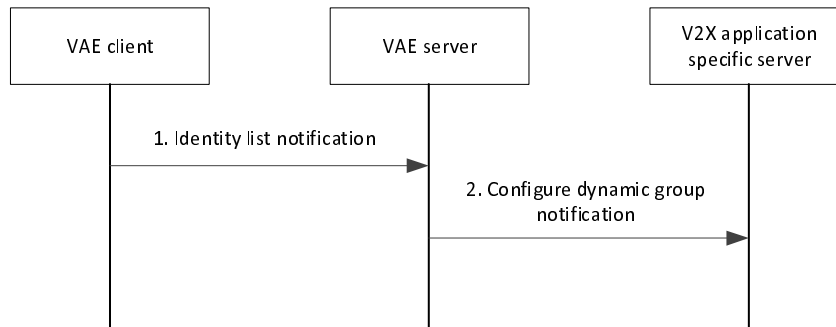 VAE client
VAE server
V2X application
specific server
1. Identity list notification
2. Configure dynamic group
notification